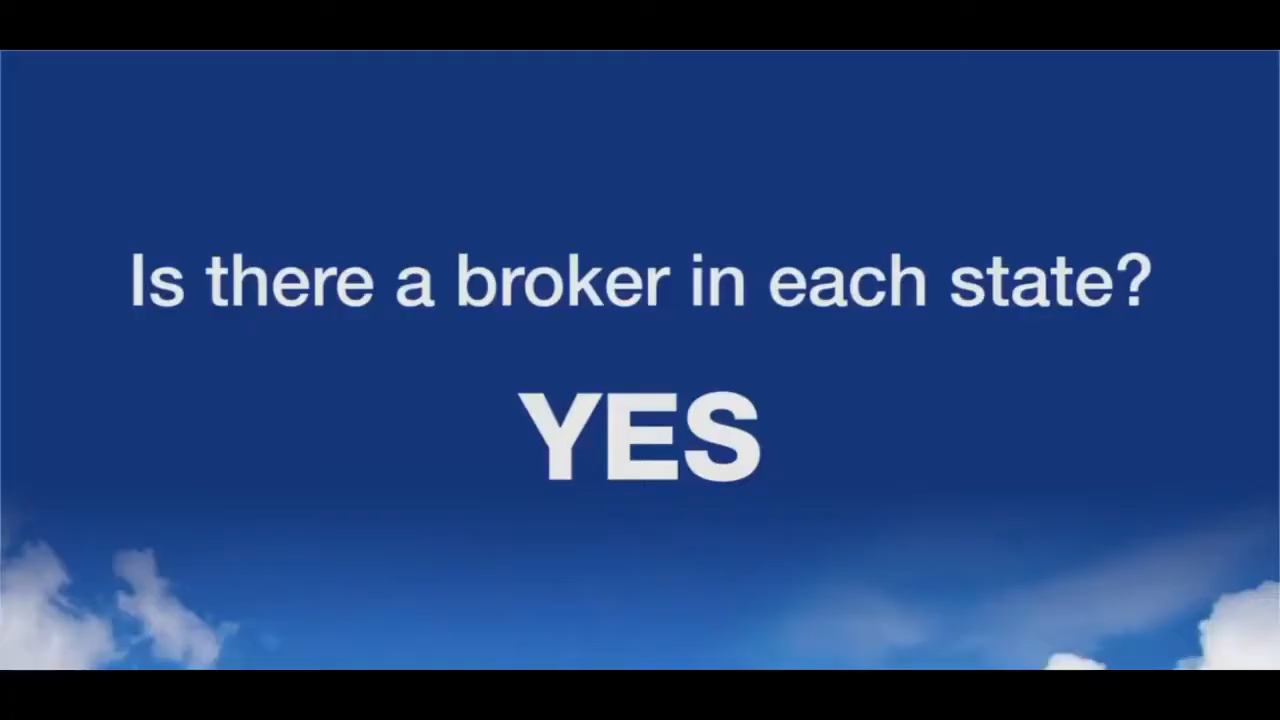 Is there a broker in each state?
YES